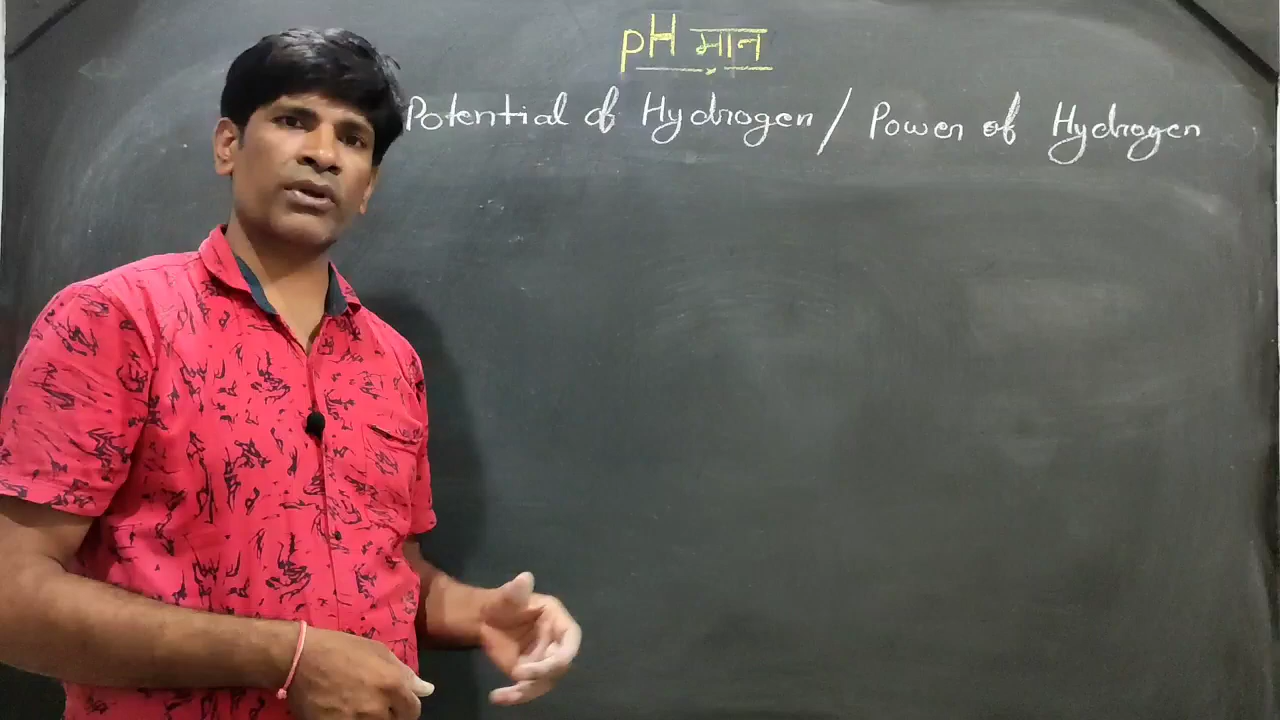 pH मान
Potential of Hydrogen / Power of Hydrogen